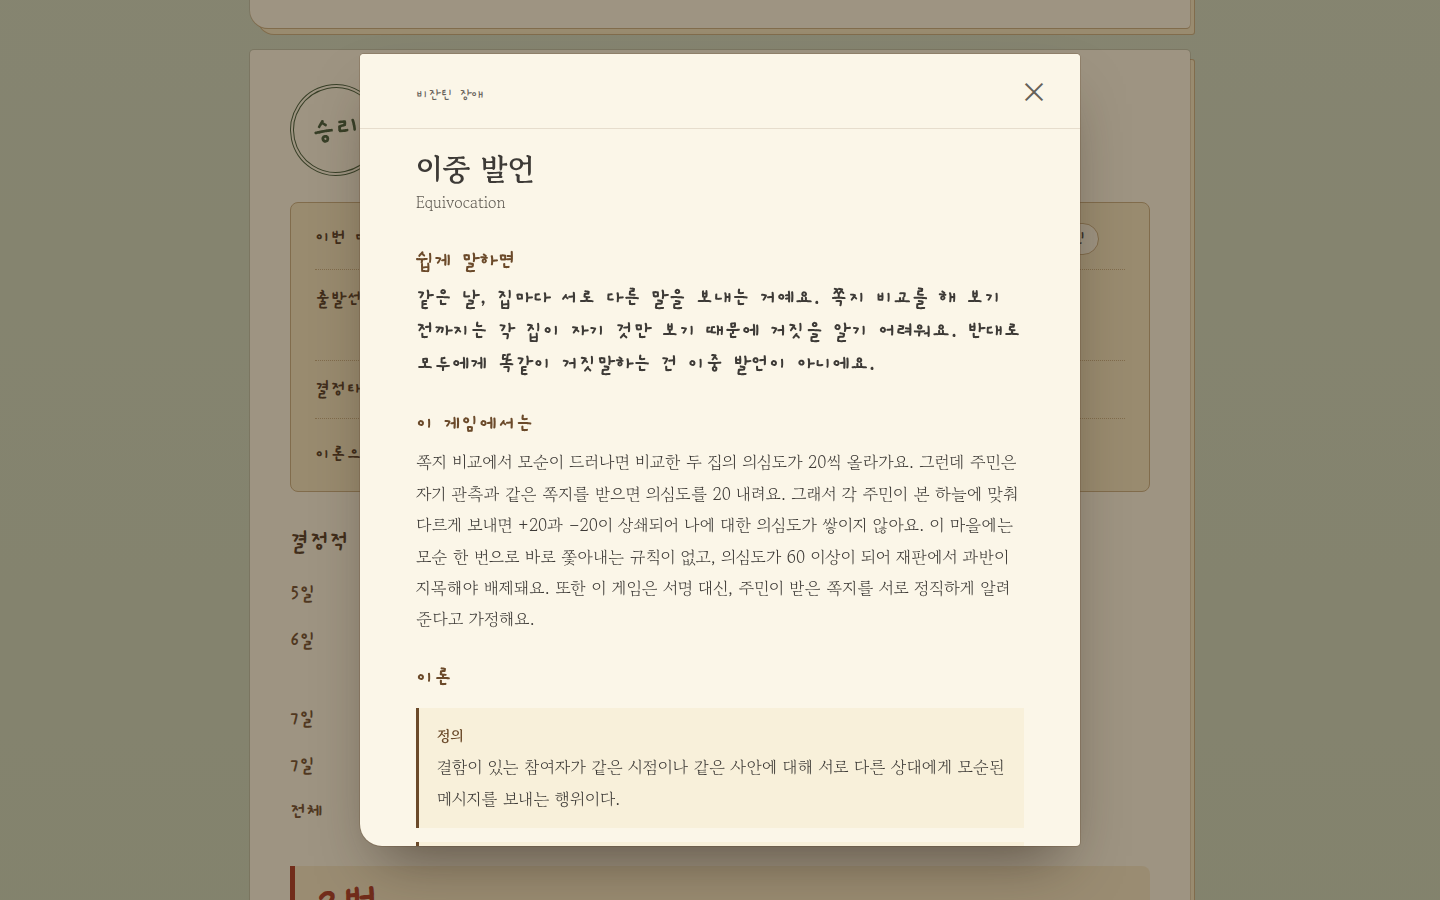 비잔틴 장애
이중 발언
Equivocation
쉽게 말하면
같은 날, 집마다 서로 다른 말을 보내는 거예요. 쪽지 비교를 해 보기
전까지는 각 집이 자기 것만 보기 때문에 거짓을 알기 어려워요. 반대로
모두에게 똑같이 거짓말하는 건 이중 발언이 아니에요.
이 게임에서는
쪽지 비교에서 모순이 드러나면 비교한 두 집의 의심도가 20씩 올라가요. 그런데 주민은
자기 관측과 같은 쪽지를 받으면 의심도를 20 내려요. 그래서 각 주민이 본 하늘에 맞춰
다르게 보내면 +20과 −20이 상쇄되어 나에 대한 의심도가 쌓이지 않아요. 이 마을에는
모순 한 번으로 바로 쫓아내는 규칙이 없고, 의심도가 60 이상이 되어 재판에서 과반이
지목해야 배제돼요. 또한 이 게임은 서명 대신, 주민이 받은 쪽지를 서로 정직하게 알려
준다고 가정해요.
이론
정의
결함이 있는 참여자가 같은 시점이나 같은 사안에 대해 서로 다른 상대에게 모순된
메시지를 보내는 행위이다.
승리
이번
출발선
결정타
이론으
결정적
5일
6일
7일
7일
전체